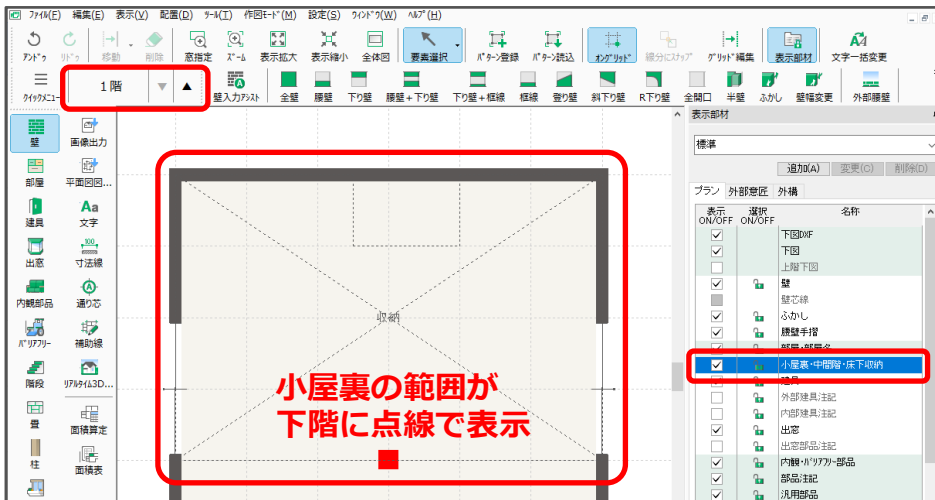 ファイル(F) 編集(E) 表示(V) 配置(D) ツール(T) 作図モード(M) 設定(S) ウィンドウ(W) ヘルプ(H)
アンドゥ リドゥ 移動 削除 窓指定 ズーム 表示拡大 表示縮小 全体図 要素選択 パターン登録 パターン読込 オングリッド 線分にスナップ グリッド編集 表示部材 文字一括変更
クイックメニュー 1階 ▼ ▲ 壁入力アシスト 全壁 腰壁 下り壁 腰壁+下り壁 下り壁+框線 框線 登り壁 斜下り壁 R下り壁 全開口 半壁 ふかし 壁幅変更 外部腰壁
壁 画像出力
部屋 平面図図...
建具 Aa 文字
出窓 100 寸法線
内観部品 A 通り芯
バリアフリー 補助線
階段 リアルタイム3D...
畳 面積算定
柱 面積表
収納
小屋裏の範囲が
下階に点線で表示
■
表示部材
標準
追加(A) 変更(C) 削除(D)
プラン 外部意匠 外構
表示 選択 名称
ON/OFF ON/OFF
下図DXF
下図
上階下図
壁
壁芯線
ふかし
腰壁手摺
部屋・部屋名
小屋裏・中間階・床下収納
建具
外部建具注記
内部建具注記
出窓
出窓部品注記
内観・バリアフリー部品
部品注記
汎用部品